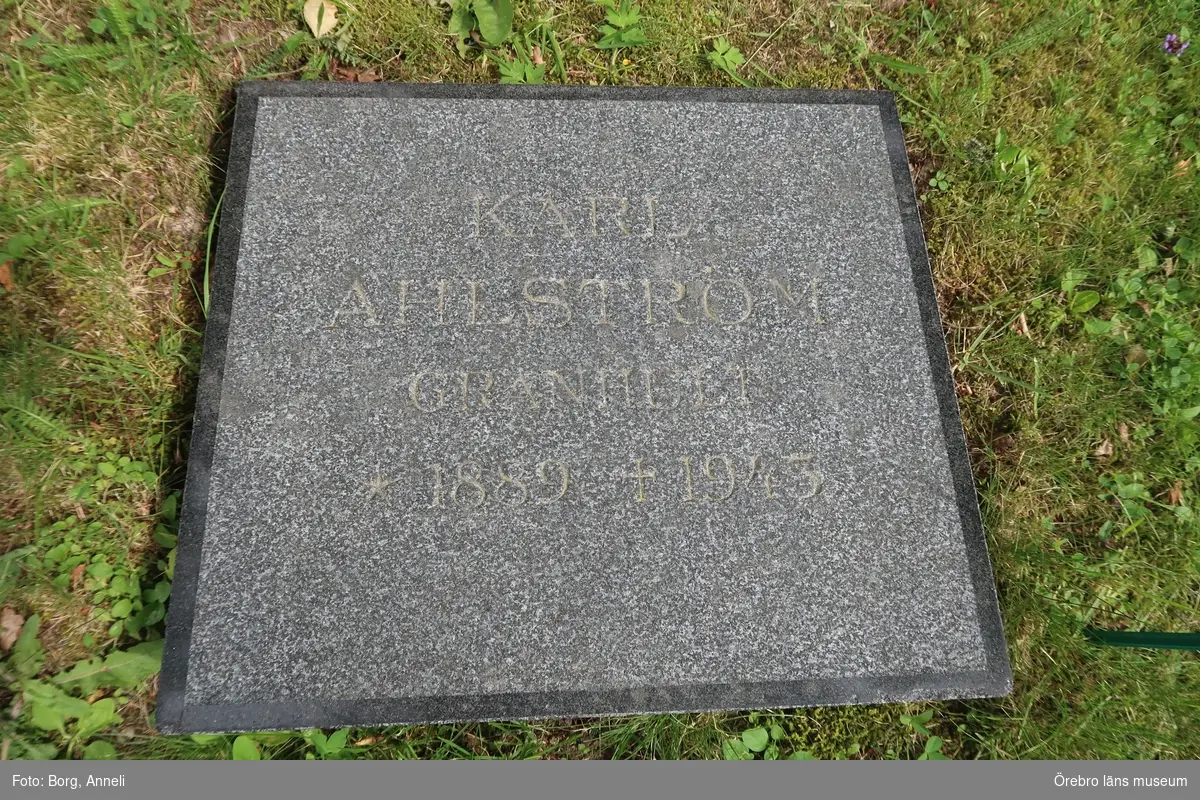 KARL
AHLSTRÖM
GRANHULT
* 1889 † 1943
Foto: Borg, Anneli
Örebro läns museum